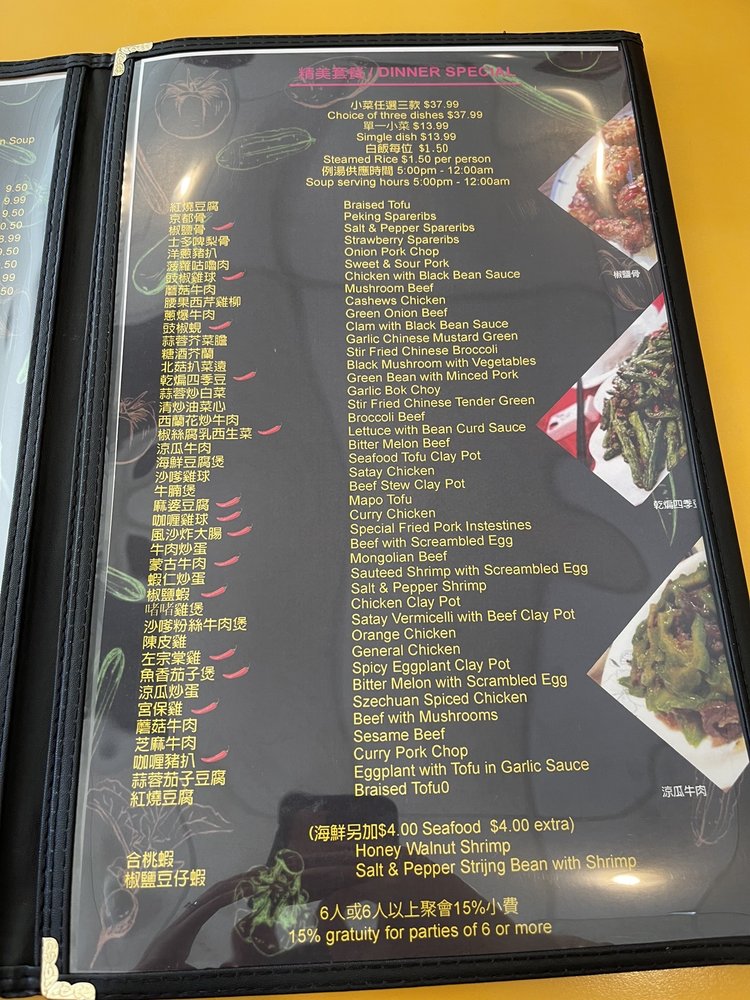 n Soup
9.50
9.99
9.50
0.50
8.99
9.50
.99
.50
精美套餐 / DINNER SPECIAL
小菜任選三款 $37.99
Choice of three dishes $37.99
單一小菜 $13.99
Simgle dish $13.99
白飯每位 $1.50
Steamed Rice $1.50 per person
例湯供應時間 5:00pm - 12:00am
Soup serving hours 5:00pm - 12:00am
紅燒豆腐 Braised Tofu
京都骨 Peking Spareribs
椒鹽骨 Salt & Pepper Spareribs
士多啤梨骨 Strawberry Spareribs
洋蔥豬扒 Onion Pork Chop
菠蘿咕嚕肉 Sweet & Sour Pork
豉椒雞球 Chicken with Black Bean Sauce
蘑菇牛肉 Mushroom Beef
腰果西芹雞柳 Cashews Chicken
蔥爆牛肉 Green Onion Beef
豉椒蜆 Clam with Black Bean Sauce
蒜蓉芥菜膽 Garlic Chinese Mustard Green
糖酒芥蘭 Stir Fried Chinese Broccoli
北菇扒菜遠 Black Mushroom with Vegetables
乾煸四季豆 Green Bean with Minced Pork
蒜蓉炒白菜 Garlic Bok Choy
清炒油菜心 Stir Fried Chinese Tender Green
西蘭花炒牛肉 Broccoli Beef
椒絲腐乳西生菜 Lettuce with Bean Curd Sauce
涼瓜牛肉 Bitter Melon Beef
海鮮豆腐煲 Seafood Tofu Clay Pot
沙嗲雞球 Satay Chicken
牛腩煲 Beef Stew Clay Pot
麻婆豆腐 Mapo Tofu
咖喱雞球 Curry Chicken
風沙炸大腸 Special Fried Pork Instestines
牛肉炒蛋 Beef with Screambled Egg
蒙古牛肉 Mongolian Beef
蝦仁炒蛋 Sauteed Shrimp with Screambled Egg
椒鹽蝦 Salt & Pepper Shrimp
啫啫雞煲 Chicken Clay Pot
沙嗲粉絲牛肉煲 Satay Vermicelli with Beef Clay Pot
陳皮雞 Orange Chicken
左宗棠雞 General Chicken
魚香茄子煲 Spicy Eggplant Clay Pot
涼瓜炒蛋 Bitter Melon with Scrambled Egg
宮保雞 Szechuan Spiced Chicken
蘑菇牛肉 Beef with Mushrooms
芝麻牛肉 Sesame Beef
咖喱豬扒 Curry Pork Chop
蒜蓉茄子豆腐 Eggplant with Tofu in Garlic Sauce
紅燒豆腐 Braised Tofu0
(海鮮另加$4.00 Seafood $4.00 extra)
合桃蝦 Honey Walnut Shrimp
椒鹽豆仔蝦 Salt & Pepper Strijng Bean with Shrimp
6人或6人以上聚會15%小費
15% gratuity for parties of 6 or more
椒鹽骨
乾煸四季豆
涼瓜牛肉